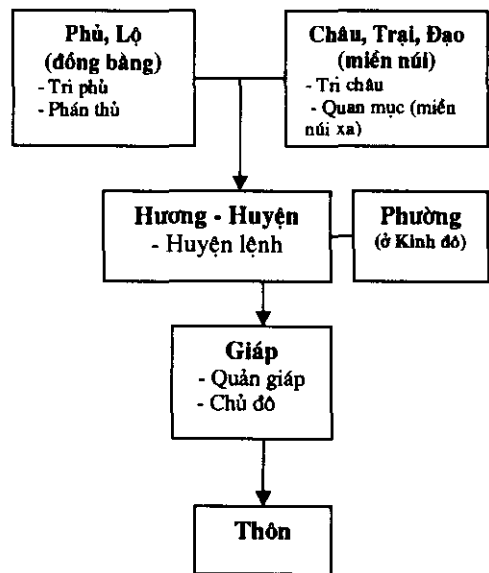 Phủ, Lộ
(đồng bằng)
- Tri phủ
- Phán thủ
Châu, Trại, Đạo
(miền núi)
- Tri châu
- Quan mục (miền
núi xa)
Hương - Huyện
- Huyện lệnh
Phường
(ở Kinh đô)
Giáp
- Quản giáp
- Chủ đô
Thôn